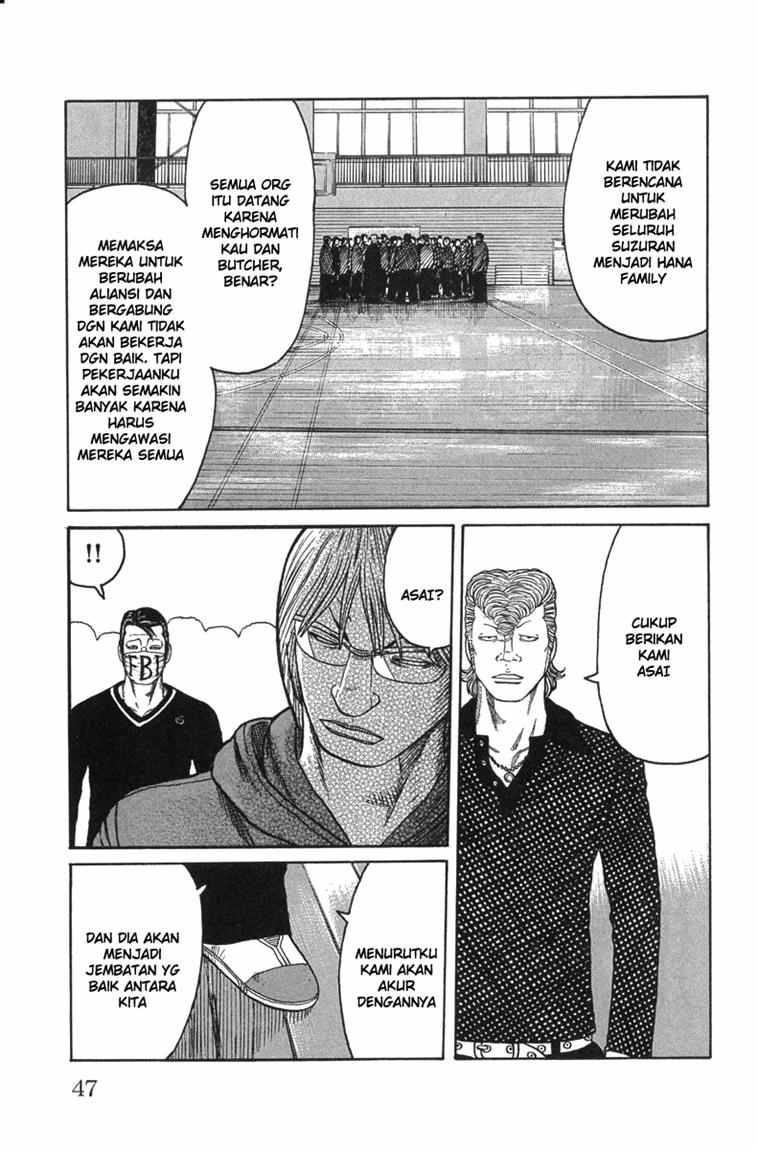 KAMI TIDAK
BERENCANA
UNTUK
MERUBAH
SELURUH
SUZURAN
MENJADI HANA
FAMILY
SEMUA ORG
ITU DATANG
KARENA
MENGHORMATI
KAU DAN
BUTCHER,
BENAR?
MEMAKSA
MEREKA UNTUK
BERUBAH
ALIANSI DAN
BERGABUNG
DGN KAMI TIDAK
AKAN BEKERJA
DGN BAIK. TAPI
PEKERJAANKU
AKAN SEMAKIN
BANYAK KARENA
HARUS
MENGAWASI
MEREKA SEMUA
CUKUP
BERIKAN
KAMI
ASAI
ASAI?
!!
FBI
MENURUTKU
KAMI AKAN
AKUR
DENGANNYA
DAN DIA AKAN
MENJADI
JEMBATAN YG
BAIK ANTARA
KITA
47